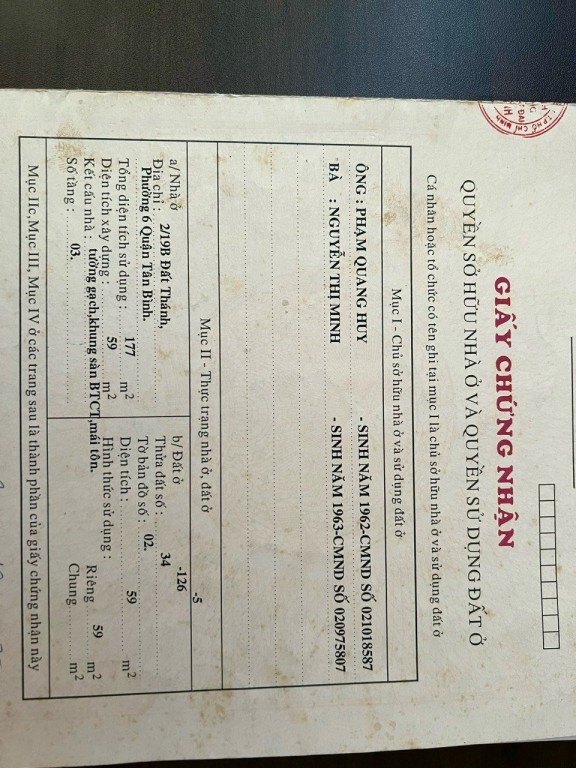 T.P HỒ CHÍ MINH
GIẤY CHỨNG NHẬN
QUYỀN SỞ HỮU NHÀ Ở VÀ QUYỀN SỬ DỤNG ĐẤT Ở
Cá nhân hoặc tổ chức có tên ghi tại mục I là chủ sở hữu nhà ở và sử dụng đất ở
Mục I - Chủ sở hữu nhà ở và sử dụng đất ở
ÔNG : PHẠM QUANG HUY - SINH NĂM 1962-CMND SỐ 021018587
BÀ : NGUYỄN THỊ MINH - SINH NĂM 1963-CMND SỐ 020975807
Mục II - Thực trạng nhà ở, đất ở
a/ Nhà ở
Địa chỉ : 2/19B Đất Thánh,
Phường 6 Quận Tân Bình.
Tổng diện tích sử dụng : 177 m2
Diện tích xây dựng : 59 m2
Kết cấu nhà : tường gạch,khung sàn BTCT,mái tôn.
Số tầng : 03.
b/ Đất ở
-5
-126
Thửa đất số : 34
Tờ bản đồ số : 02.
Diện tích : 59 m2
Hình thức sử dụng :
Riêng 59 m2
Chung m2
Mục IIc,Mục III, Mục IV ở các trang sau là thành phần của giấy chứng nhận này